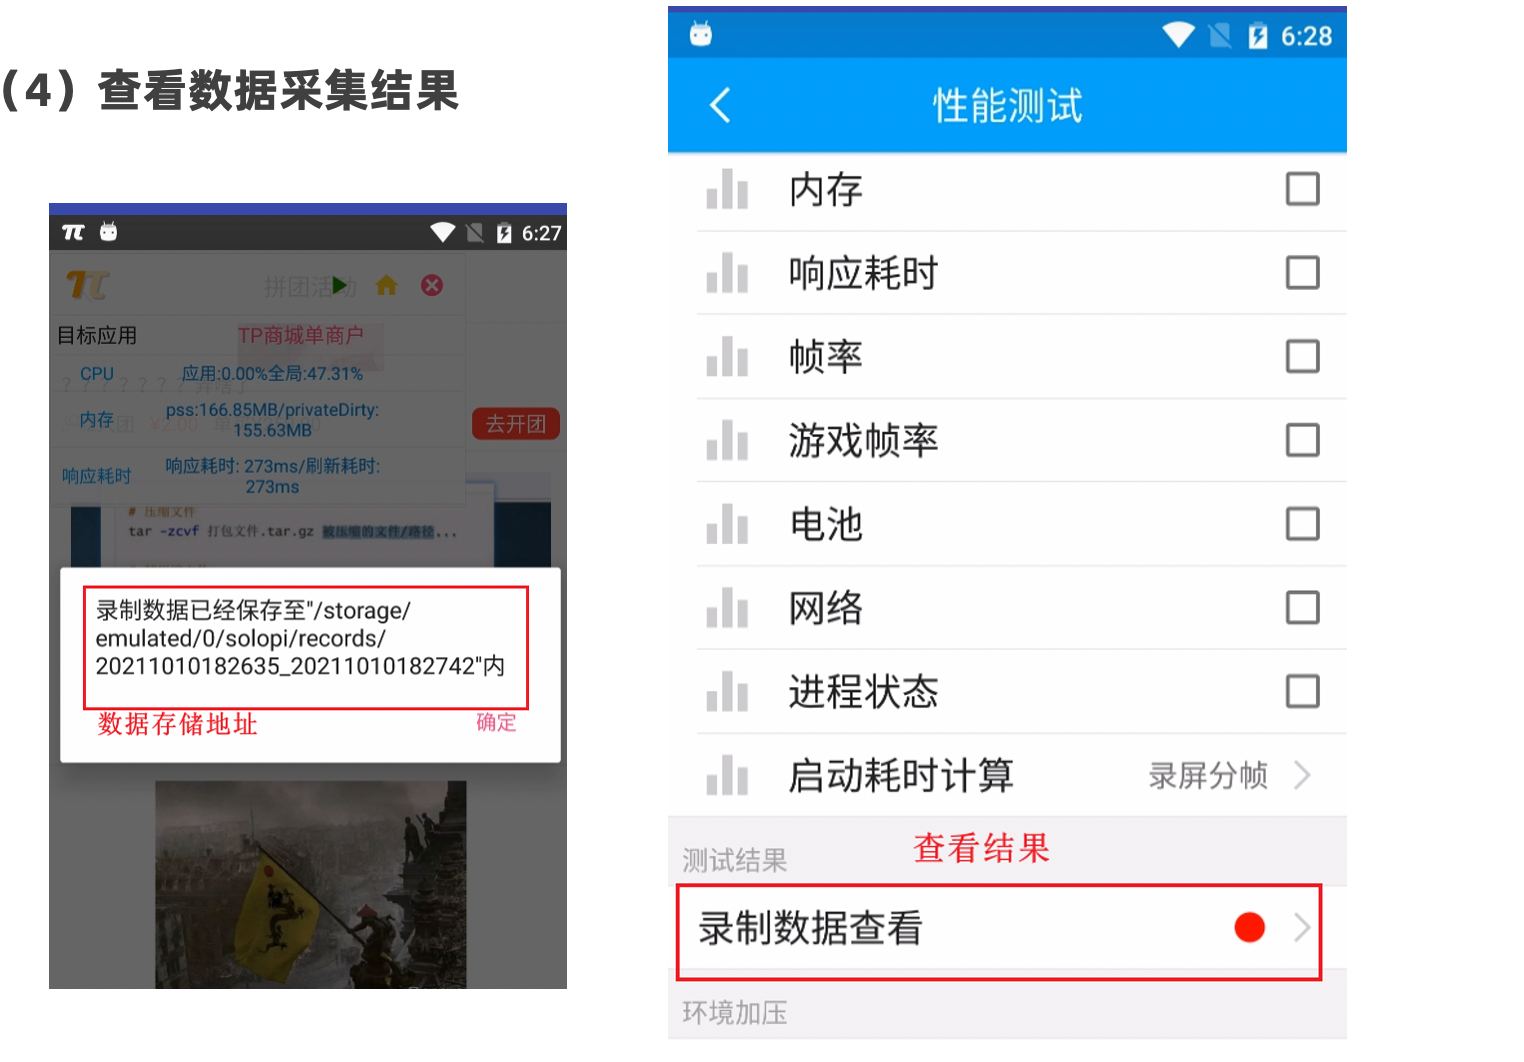 （4）查看数据采集结果
6:27
拼团活动
目标应用
TP商城单商户
CPU
应用:0.00%全局:47.31%
内存
pss:166.85MB/privateDirty:
155.63MB
去开团
响应耗时
响应耗时: 273ms/刷新耗时:
273ms
# 压缩文件
tar -zcvf 打包文件.tar.gz 被压缩的文件/路径...
录制数据已经保存至"/storage/
emulated/0/solopi/records/
20211010182635_20211010182742"内
数据存储地址
确定
6:28
性能测试
内存
响应耗时
帧率
游戏帧率
电池
网络
进程状态
启动耗时计算 录屏分帧
查看结果
测试结果
录制数据查看
环境加压